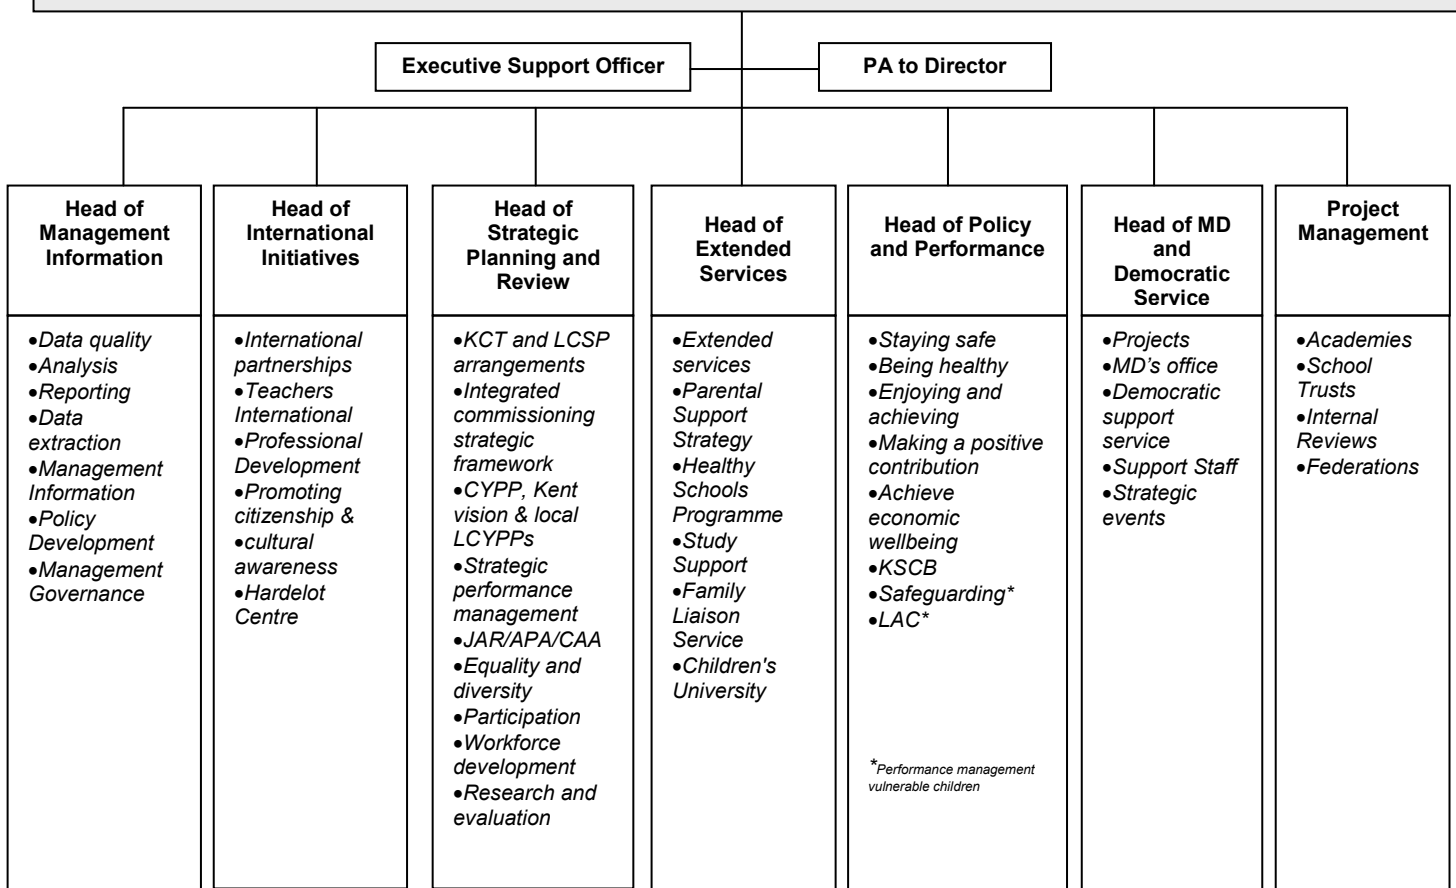 Executive Support Officer
PA to Director
Head of
Management
Information
•Data quality
•Analysis
•Reporting
•Data
extraction
•Management
Information
•Policy
Development
•Management
Governance
Head of
International
Initiatives
•International
partnerships
•Teachers
International
•Professional
Development
•Promoting
citizenship &
•cultural
awareness
•Hardelot
Centre
Head of
Strategic
Planning and
Review
•KCT and LCSP
arrangements
•Integrated
commissioning
strategic
framework
•CYPP, Kent
vision & local
LCYPPs
•Strategic
performance
management
•JAR/APA/CAA
•Equality and
diversity
•Participation
•Workforce
development
•Research and
evaluation
Head of
Extended
Services
•Extended
services
•Parental
Support
Strategy
•Healthy
Schools
Programme
•Study
Support
•Family
Liaison
Service
•Children's
University
Head of Policy
and Performance
•Staying safe
•Being healthy
•Enjoying and
achieving
•Making a positive
contribution
•Achieve
economic
wellbeing
•KSCB
•Safeguarding*
•LAC*
*Performance management
vulnerable children
Head of MD
and
Democratic
Service
•Projects
•MD’s office
•Democratic
support
service
•Support Staff
•Strategic
events
Project
Management
•Academies
•School
Trusts
•Internal
Reviews
•Federations